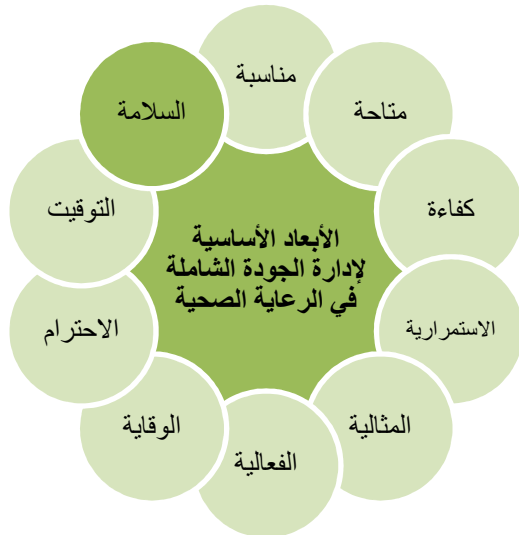 الأبعاد الأساسية
لإدارة الجودة الشاملة
في الرعاية الصحية
مناسبة
متاحة
كفاءة
الاستمرارية
المثالية
الفعالية
الوقاية
الاحترام
التوقيت
السلامة